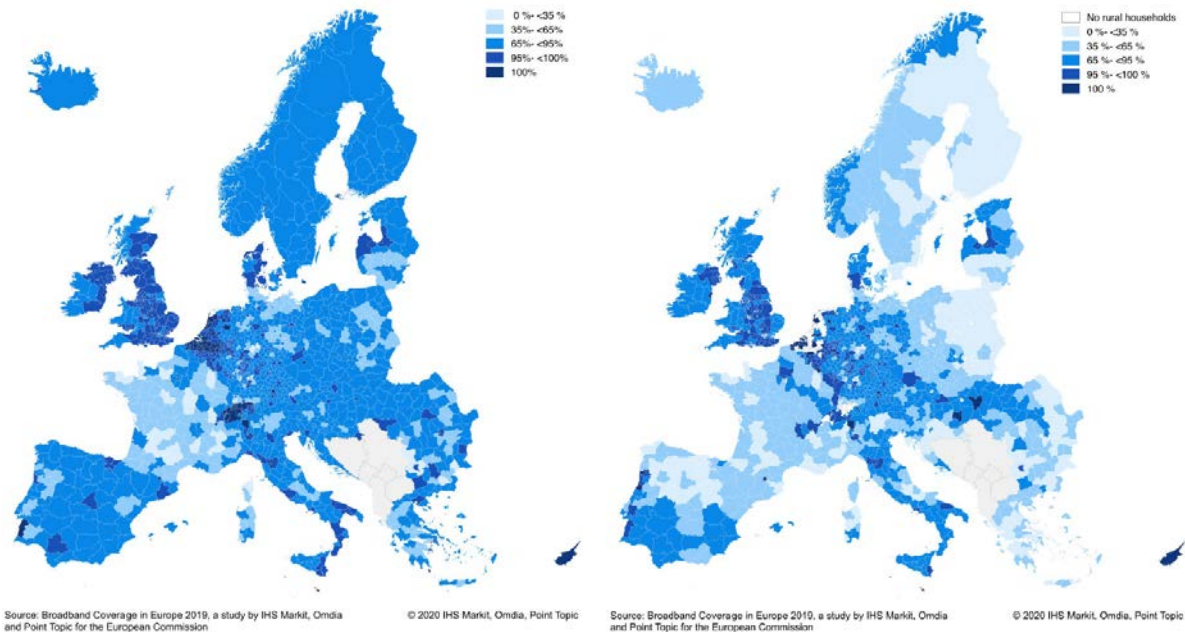 0 %- <35 %
35%- <65%
65%- <95%
95%- <100%
100%
Source: Broadband Coverage in Europe 2019, a study by IHS Markit, Omdia
and Point Topic for the European Commission
© 2020 IHS Markit, Omdia, Point Topic
No rural households
0 %- <35 %
35 %- <65 %
65 %- <95 %
95 %- <100 %
100 %
Source: Broadband Coverage in Europe 2019, a study by IHS Markit, Omdia
and Point Topic for the European Commission
© 2020 IHS Markit, Omdia, Point Topic